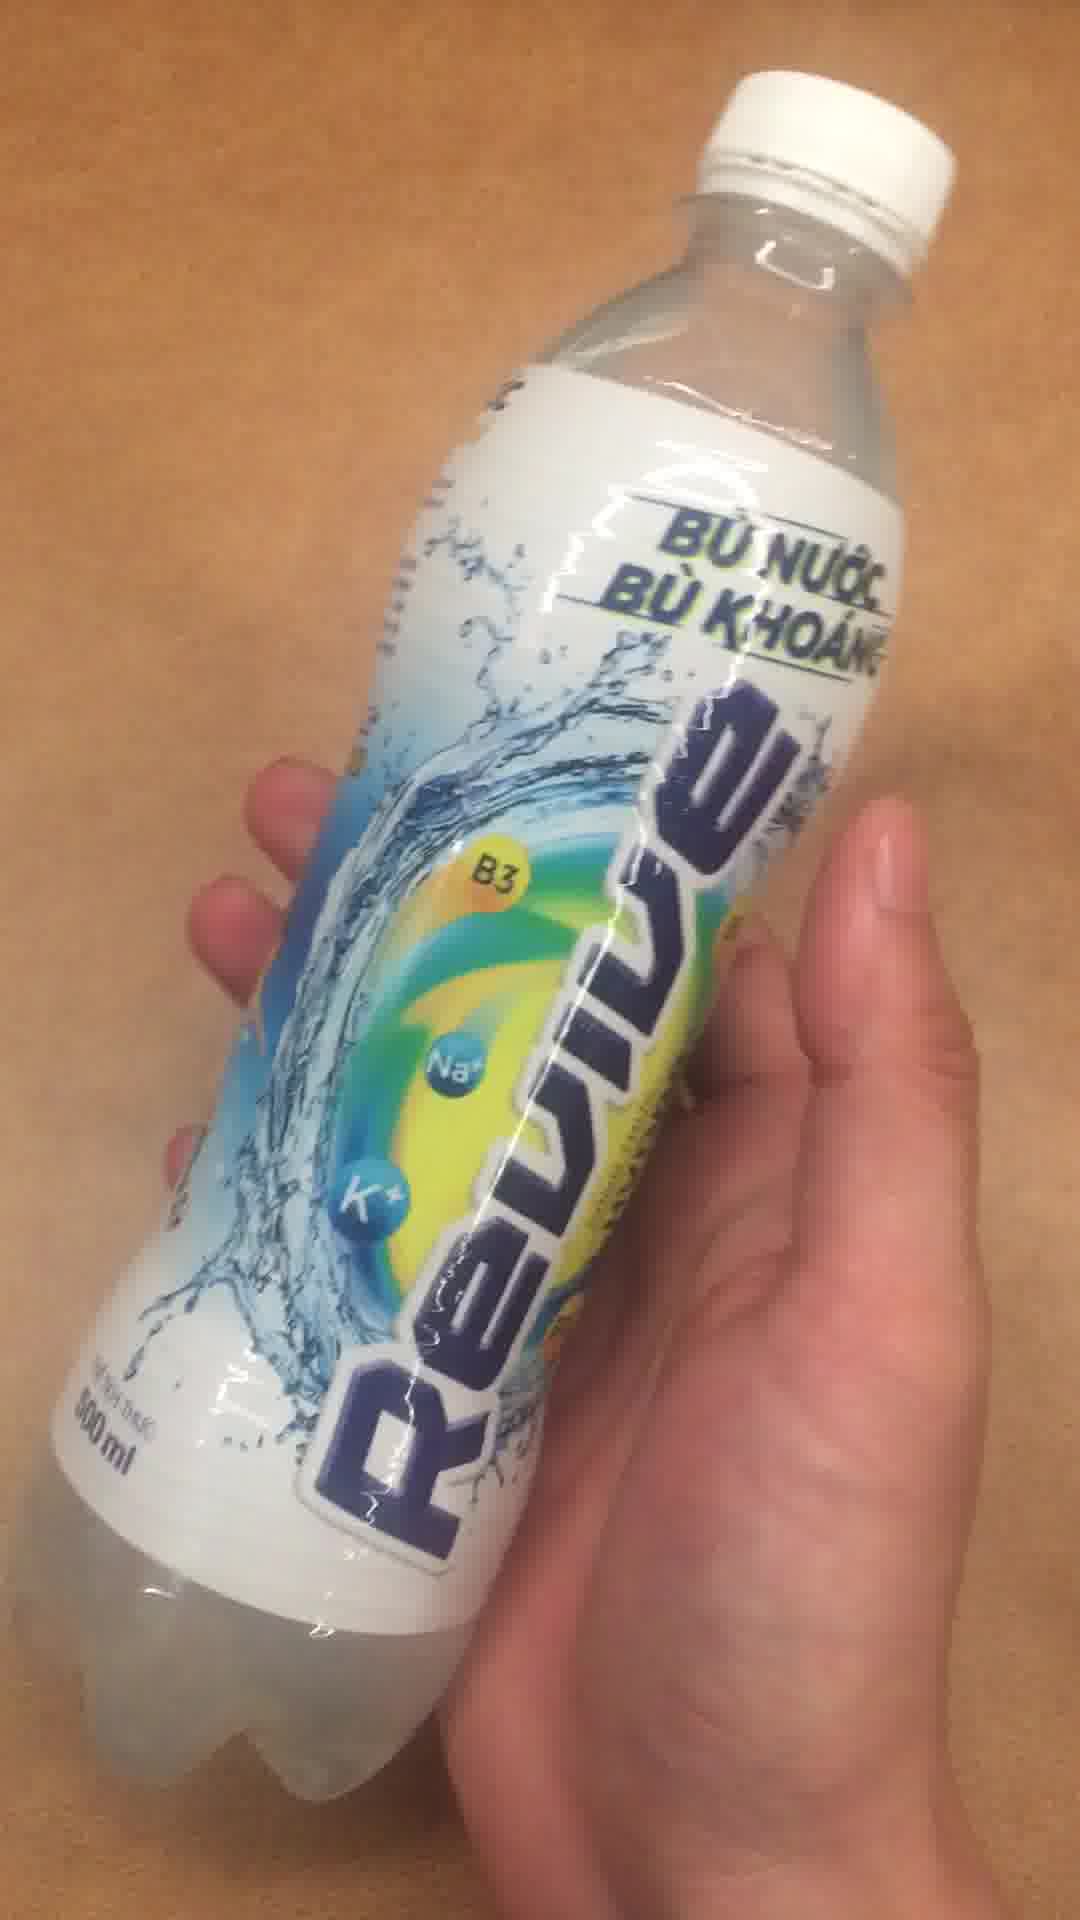 BÙ NƯỚC
BÙ KHOÁNG
REVIVE
B3
Na⁺
K⁺
500 ml